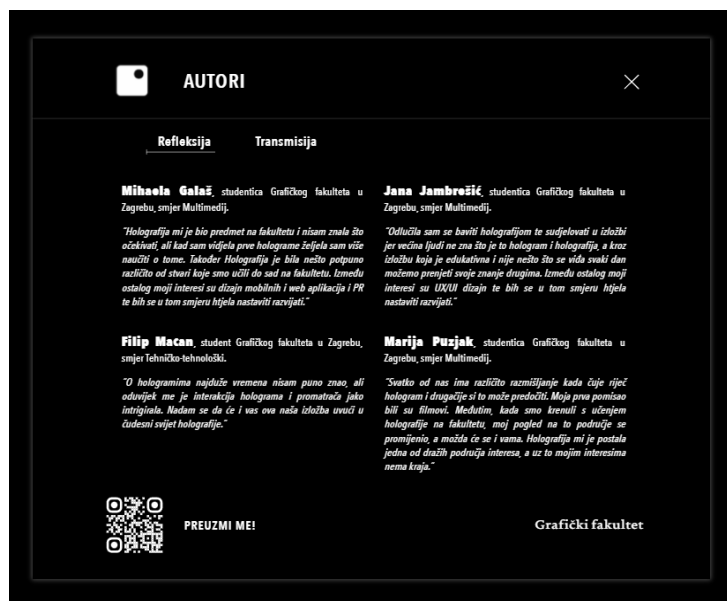 AUTORI
Refleksija
Transmisija
Mihaela Galaš, studentica Grafičkog fakulteta u
Zagrebu, smjer Multimedij.
"Holografija mi je bio predmet na fakultetu i nisam znala što
očekivati, ali kad sam vidjela prve holograme željela sam više
naučiti o tome. Također Holografija je bila nešto potpuno
različito od stvari koje smo učili do sad na fakultetu. Između
ostalog moji interesi su dizajn mobilnih i web aplikacija i PR
te bih se u tom smjeru htjela nastaviti razvijati."
Filip Macan, student Grafičkog fakulteta u Zagrebu,
smjer Tehničko-tehnološki.
"O hologramima najduže vremena nisam puno znao, ali
oduvijek me je interakcija holograma i promatrača jako
intrigirala. Nadam se da će i vas ova naša izložba uvući u
čudesni svijet holografije."
Jana Jambrešić, studentica Grafičkog fakulteta u
Zagrebu, smjer Multimedij.
"Odlučila sam se baviti holografijom te sudjelovati u izložbi
jer većina ljudi ne zna što je to hologram i holografija, a kroz
izložbu koja je edukativna i nije nešto što se viđa svaki dan
možemo prenjeti svoje znanje drugima. Između ostalog moji
interesi su UX/UI dizajn te bih se u tom smjeru htjela
nastaviti razvijati."
Marija Puzjak, studentica Grafičkog fakulteta u
Zagrebu, smjer Multimedij.
"Svatko od nas ima različito razmišljanje kada čuje riječ
hologram i drugačije si to može predočiti. Moja prva pomisao
bili su filmovi. Međutim, kada smo krenuli s učenjem
holografije na fakultetu, moj pogled na to područje se
promijenio, a možda će se i vama. Holografija mi je postala
jedna od dražih područja interesa, a uz to mojim interesima
nema kraja."
PREUZMI ME!
Grafički fakultet